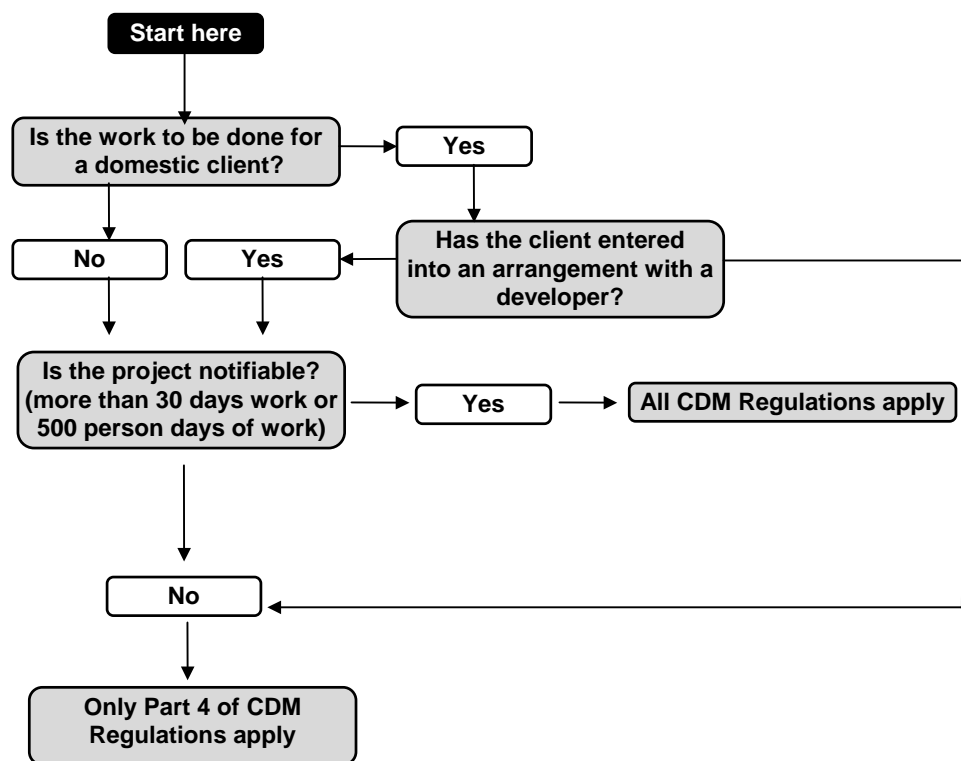 Start here
Is the work to be done for
a domestic client?
Yes
No
Yes
Has the client entered
into an arrangement with a
developer?
Is the project notifiable?
(more than 30 days work or
500 person days of work)
Yes
All CDM Regulations apply
No
Only Part 4 of CDM
Regulations apply